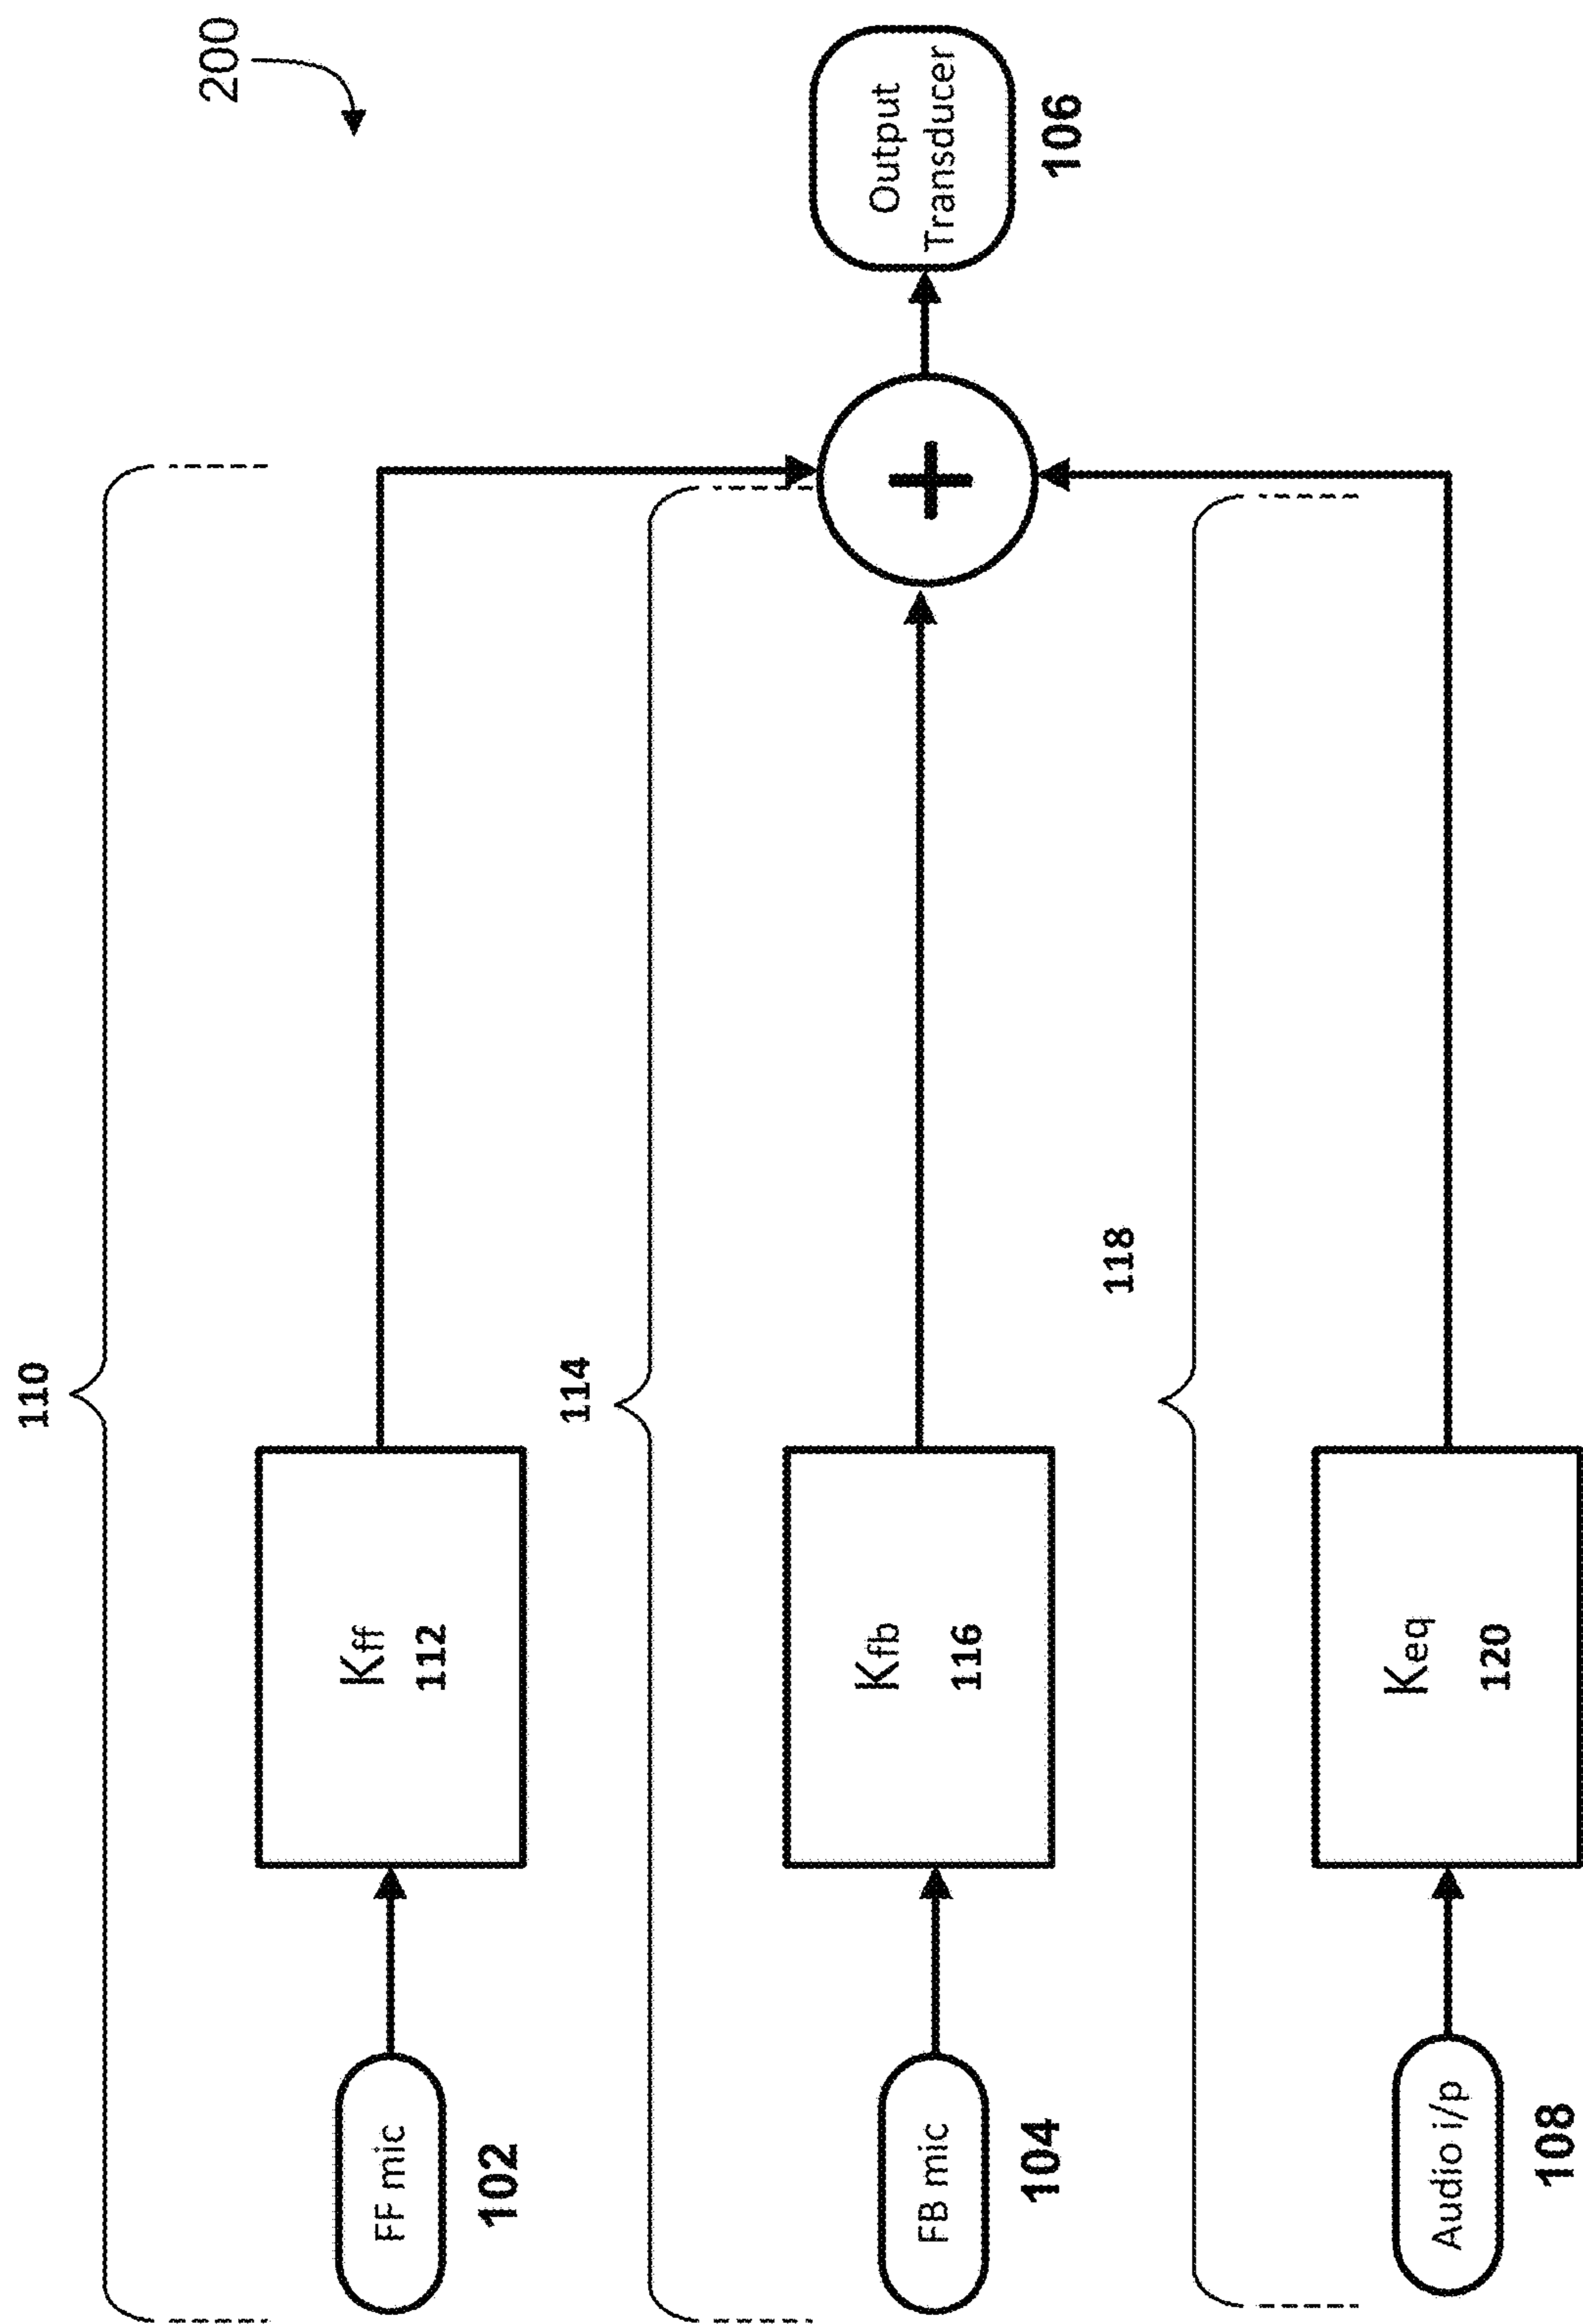 200
110
FF mic
102
Kff
112
114
FB mic
104
Kfb
116
+
Output
Transducer
106
118
Audio i/p
108
Keq
120